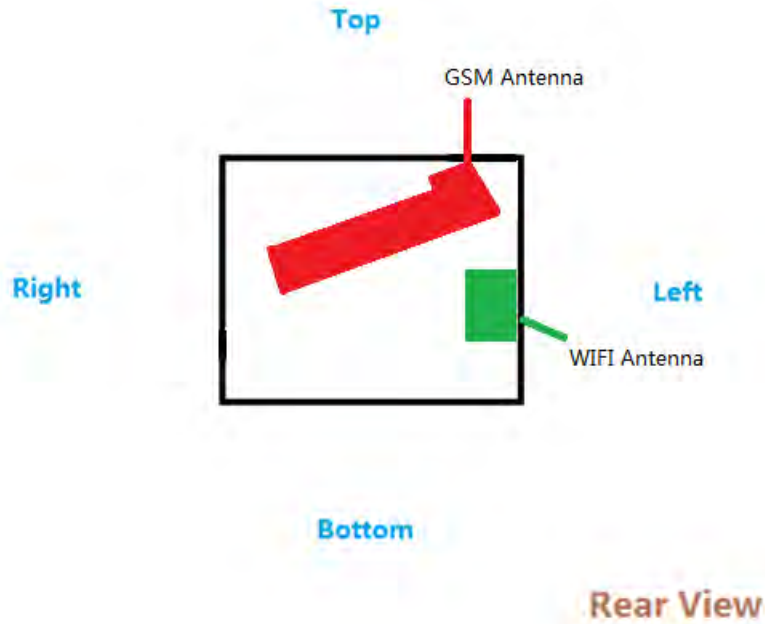 Top
GSM Antenna
Right
Left
WIFI Antenna
Bottom
Rear View